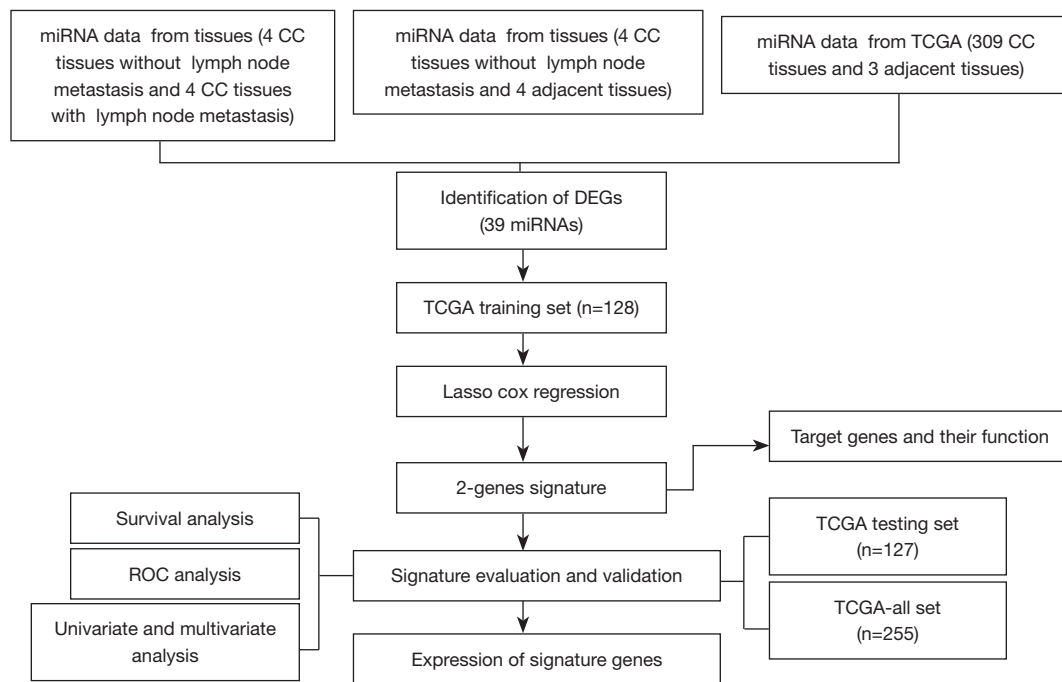 miRNA data from tissues (4 CC
tissues without lymph node
metastasis and 4 CC tissues
with lymph node metastasis)
miRNA data from tissues (4 CC
tissues without lymph node
metastasis and 4 adjacent tissues)
miRNA data from TCGA (309 CC
tissues and 3 adjacent tissues)
Identification of DEGs
(39 miRNAs)
TCGA training set (n=128)
Lasso cox regression
Target genes and their function
2-genes signature
Survival analysis
ROC analysis
Univariate and multivariate
analysis
Signature evaluation and validation
TCGA testing set
(n=127)
TCGA-all set
(n=255)
Expression of signature genes